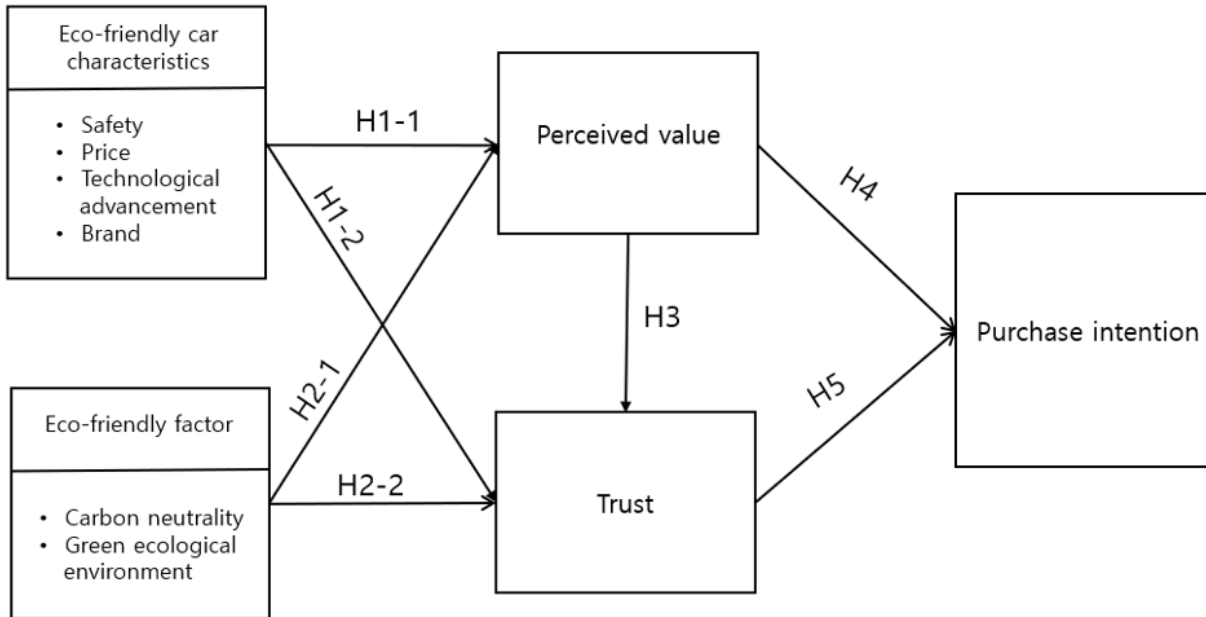 Eco-friendly car
characteristics
• Safety
• Price
• Technological
advancement
• Brand
Eco-friendly factor
• Carbon neutrality
• Green ecological
environment
H1-1
H1-2
H2-1
H2-2
Perceived value
H3
Trust
H4
H5
Purchase intention